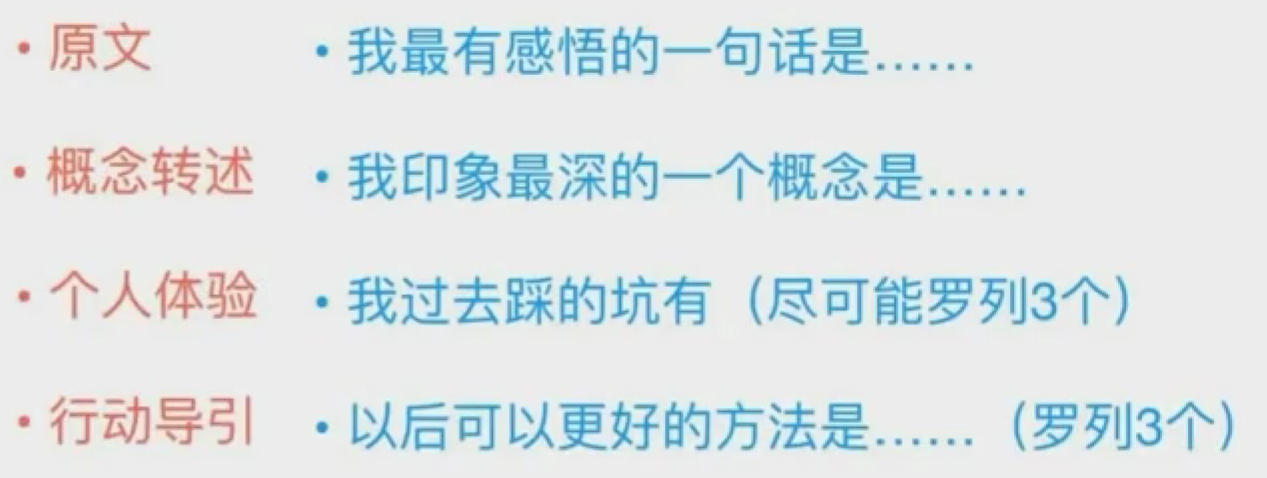 • 原文 • 我最有感悟的一句话是……
• 概念转述 • 我印象最深的一个概念是……
• 个人体验 • 我过去踩的坑有（尽可能罗列3个）
• 行动导引 • 以后可以更好的方法是……（罗列3个）